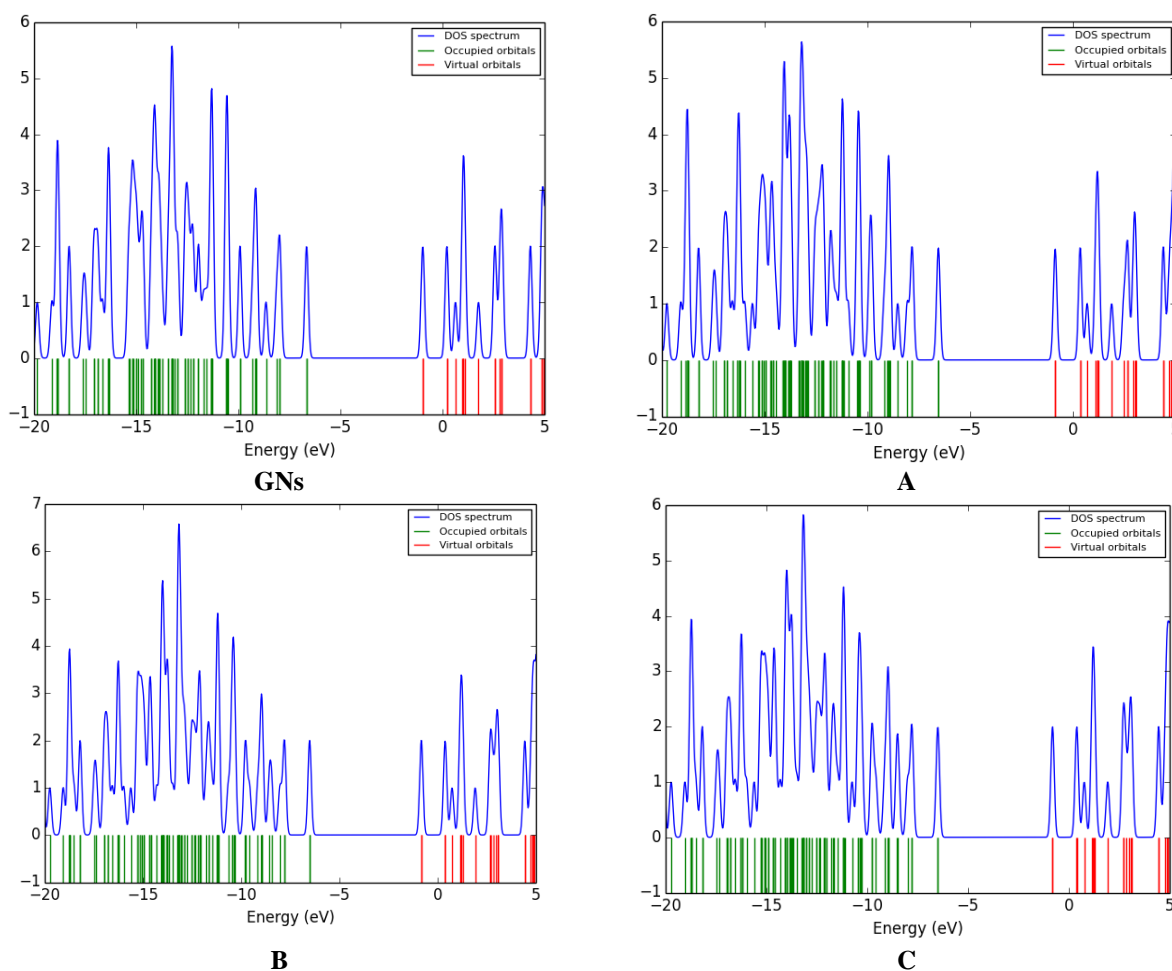 6
5
4
3
2
1
0
−1
−20 −15 −10 −5 0 5
Energy (eV)
DOS spectrum
Occupied orbitals
Virtual orbitals
GNs
6
5
4
3
2
1
0
−1
−20 −15 −10 −5 0
Energy (eV)
DOS spectrum
Occupied orbitals
Virtual orbitals
A
7
6
5
4
3
2
1
0
−1
−20 −15 −10 −5 0 5
Energy (eV)
DOS spectrum
Occupied orbitals
Virtual orbitals
B
6
5
4
3
2
1
0
−1
−20 −15 −10 −5 0 5
Energy (eV)
DOS spectrum
Occupied orbitals
Virtual orbitals
C